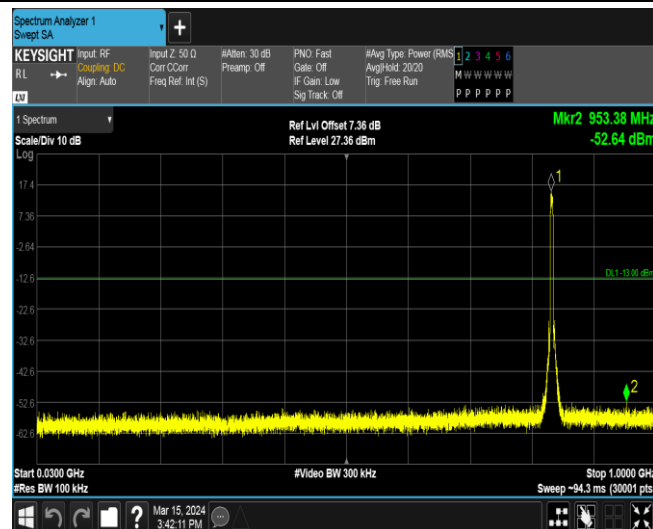 Spectrum Analyzer 1
Swept SA
+
KEYSIGHT
RL
LXI
Input: RF
Coupling: DC
Align: Auto
Input Z: 50 Ω
Corr CCorr
Freq Ref: Int (S)
#Atten: 30 dB
Preamp: Off
PNO: Fast
Gate: Off
IF Gain: Low
Sig Track: Off
#Avg Type: Power (RMS
Avg|Hold: 20/20
Trig: Free Run
1 2 3 4 5 6
M W W W W W
P P P P P P
1 Spectrum
Scale/Div 10 dB
Ref Lvl Offset 7.36 dB
Ref Level 27.36 dBm
Mkr2 953.38 MHz
-52.64 dBm
Log
1
17.4
7.36
-2.64
DL1 -13.00 dBm
-12.6
-22.6
-32.6
-42.6
2
-52.6
-62.6
Start 0.0300 GHz
#Res BW 100 kHz
#Video BW 300 kHz
Stop 1.0000 GHz
Sweep ~94.3 ms (30001 pts
?
Mar 15, 2024
3:42:11 PM